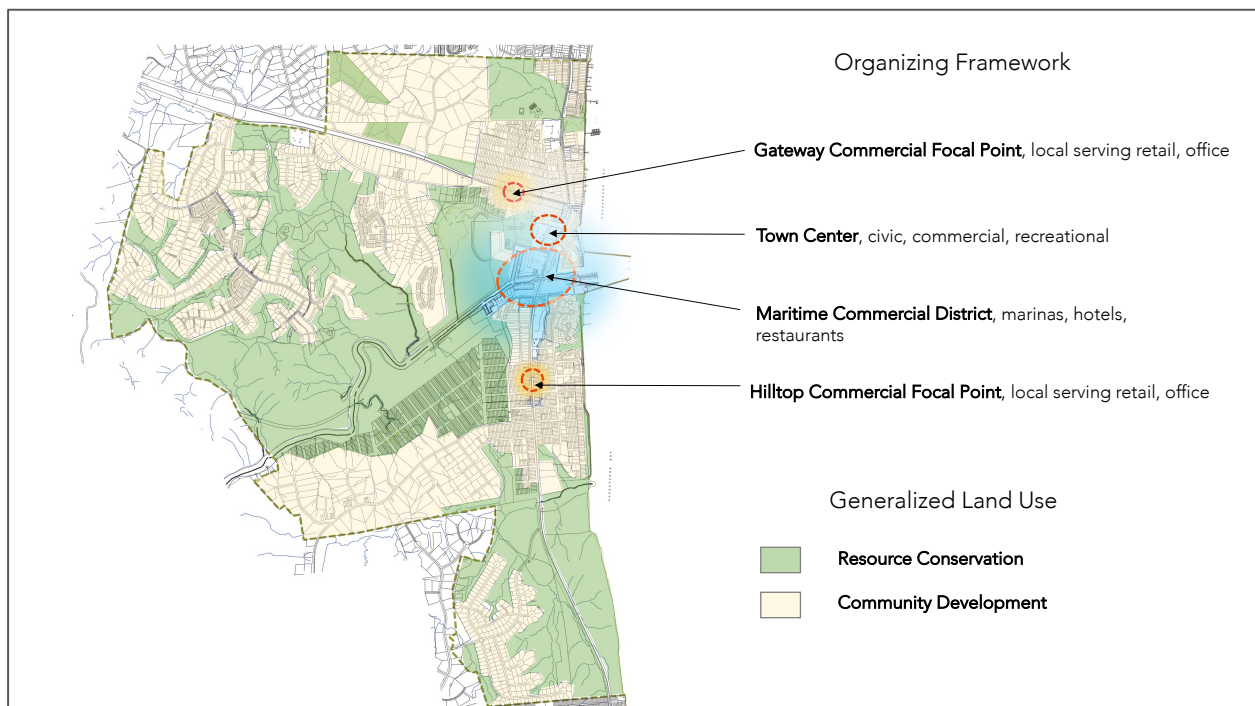 Organizing Framework
Gateway Commercial Focal Point, local serving retail, office
Town Center, civic, commercial, recreational
Maritime Commercial District, marinas, hotels,
restaurants
Hilltop Commercial Focal Point, local serving retail, office
Generalized Land Use
Resource Conservation
Community Development